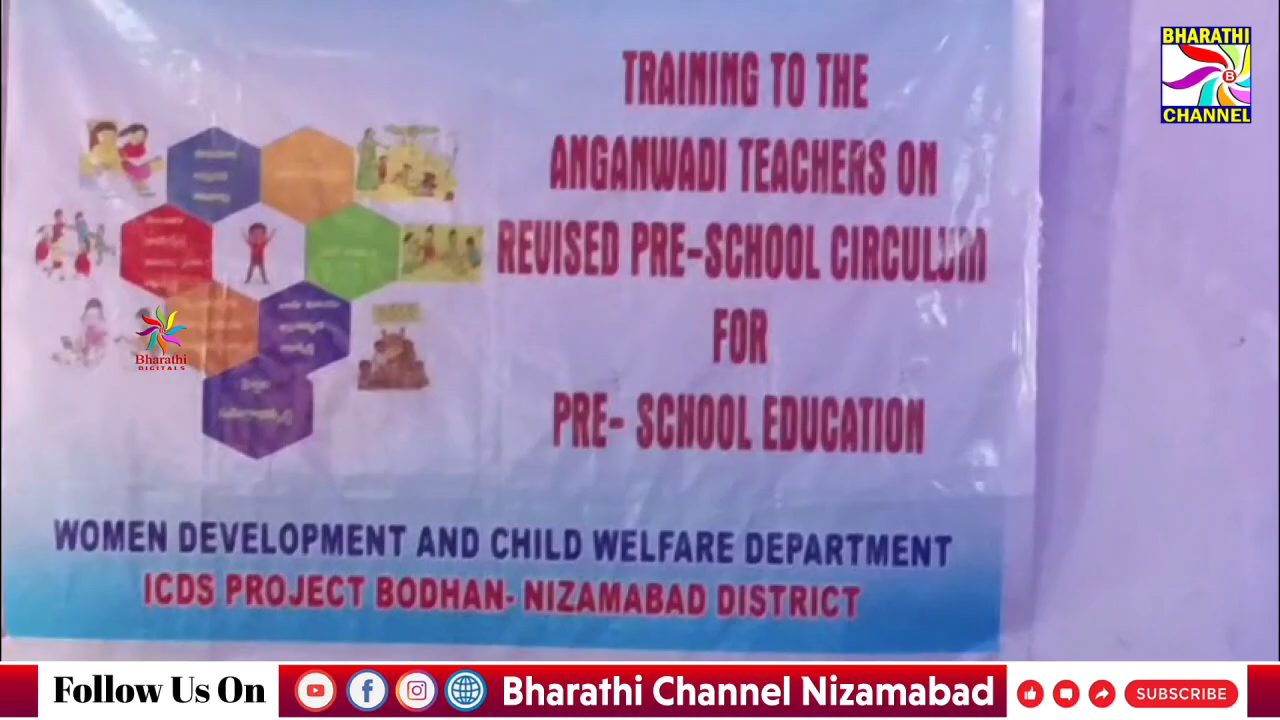 BHARATHI
CHANNEL
TRAINING TO THE
ANGANWADI TEACHERS ON
REVISED PRE-SCHOOL CIRCULUM
FOR
PRE- SCHOOL EDUCATION
Bharathi
DIGITALS
WOMEN DEVELOPMENT AND CHILD WELFARE DEPARTMENT
ICDS PROJECT BODHAN- NIZAMABAD DISTRICT
Follow Us On Bharathi Channel Nizamabad SUBSCRIBE